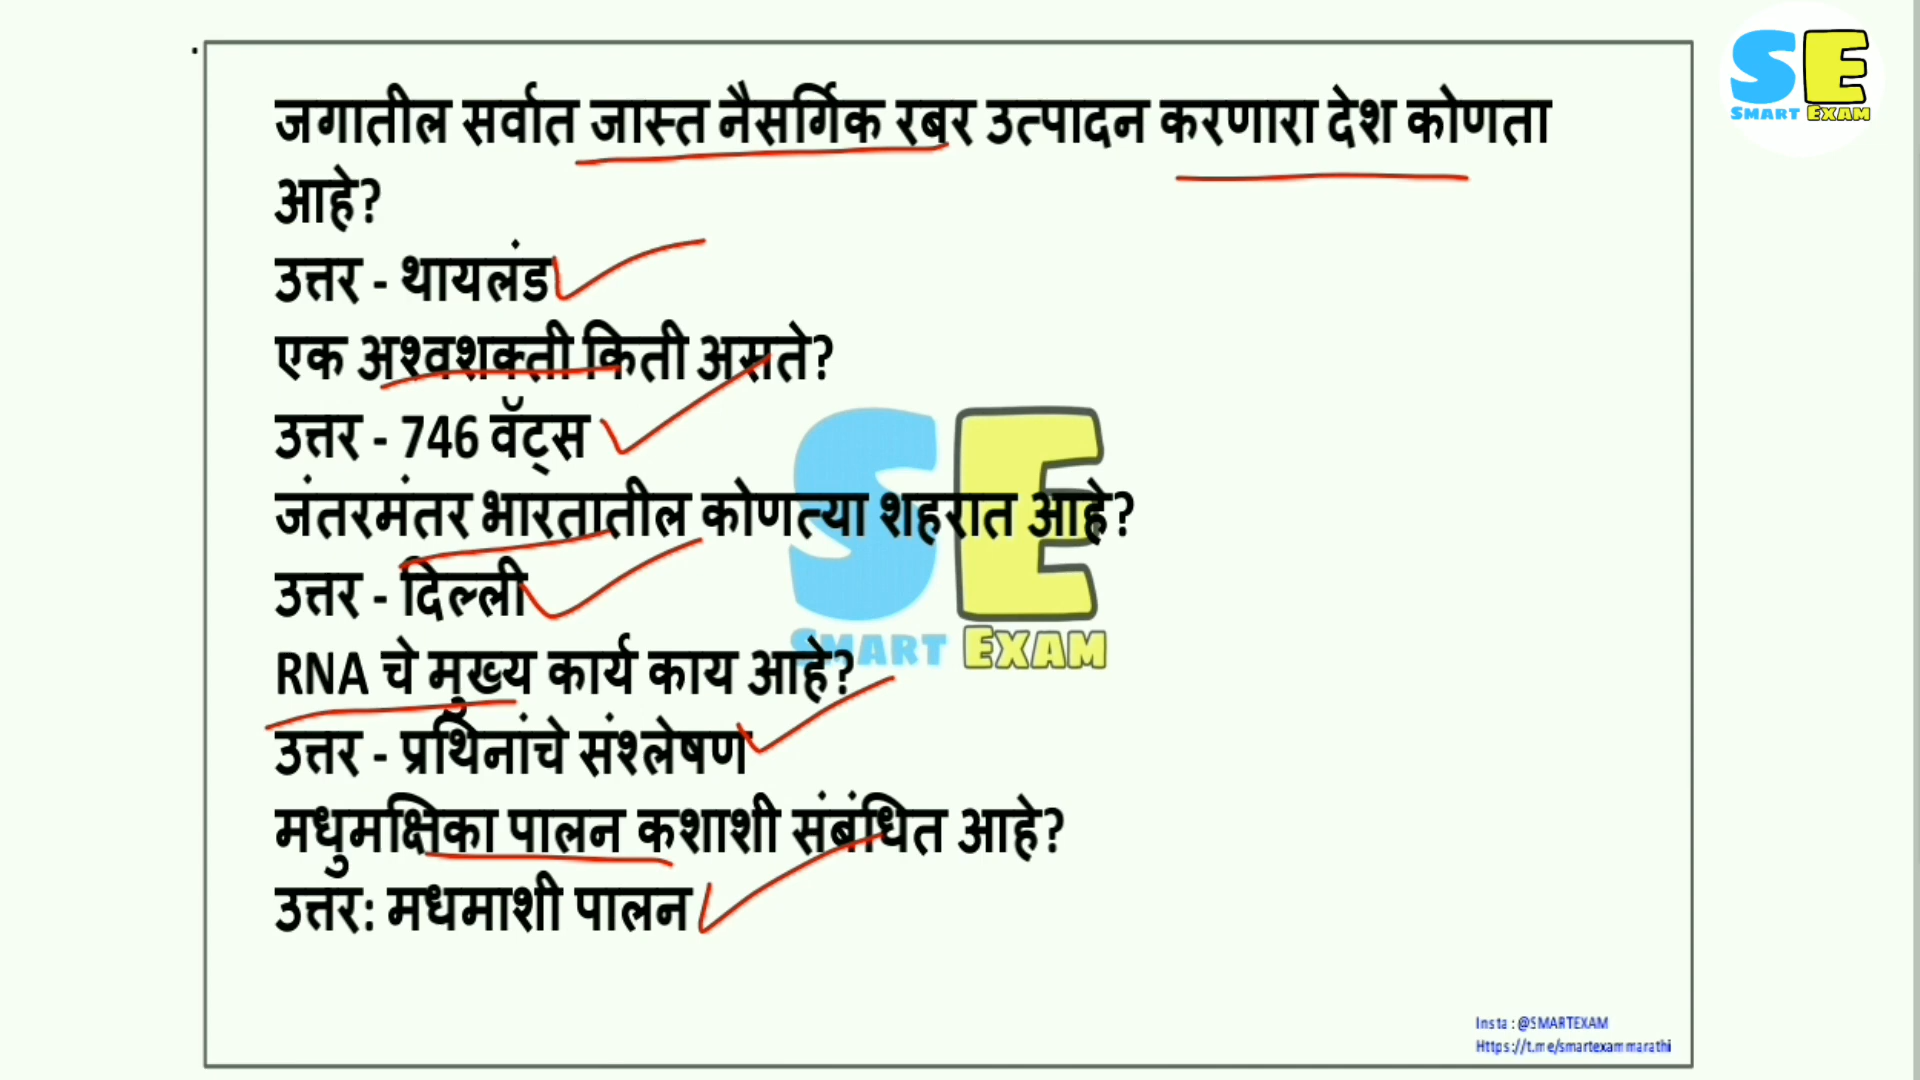 SE
SMART EXAM
जगातील सर्वात जास्त नैसर्गिक रबर उत्पादन करणारा देश कोणता
आहे?
उत्तर - थायलंड
एक अश्वशक्ती किती असते?
उत्तर - 746 वॅट्स
जंतरमंतर भारतातील कोणत्या शहरात आहे?
उत्तर - दिल्ली
SE
SMART EXAM
RNA चे मुख्य कार्य काय आहे?
उत्तर - प्रथिनांचे संश्लेषण
मधुमक्षिका पालन कशाशी संबंधित आहे?
उत्तर: मधमाशी पालन
Insta : @SMARTEXAM
Https://t.me/smartexammarathi